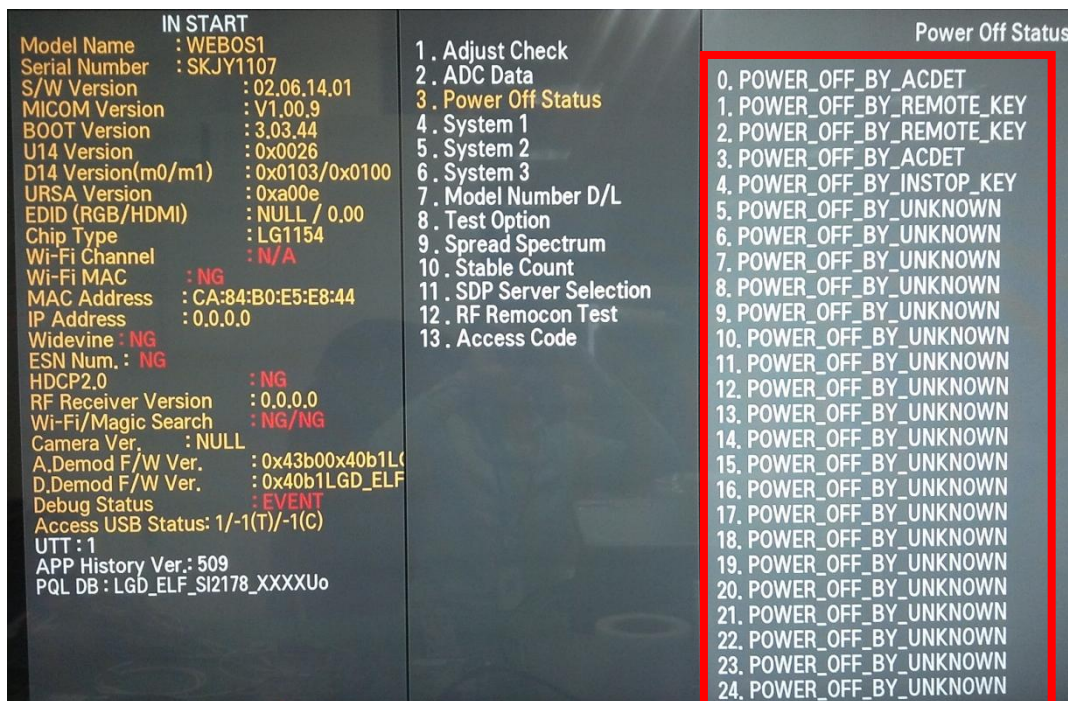 IN START
Model Name : WEBOS1
Serial Number : SKJY1107
S/W Version : 02.06.14.01
MICOM Version : V1.00.9
BOOT Version : 3.03.44
U14 Version : 0x0026
D14 Version(m0/m1) : 0x0103/0x0100
URSA Version : 0xa00e
EDID (RGB/HDMI) : NULL / 0.00
Chip Type : LG1154
Wi-Fi Channel : N/A
Wi-Fi MAC : NG
MAC Address : CA:84:B0:E5:E8:44
IP Address : 0.0.0.0
Widevine : NG
ESN Num. : NG
HDCP2.0 : NG
RF Receiver Version : 0.0.0.0
Wi-Fi/Magic Search : NG/NG
Camera Ver. : NULL
A.Demod F/W Ver. : 0x43b00x40b1LG
D.Demod F/W Ver. : 0x40b1LGD_ELF
Debug Status : EVENT
Access USB Status: 1/-1(T)/-1(C)
UTT : 1
APP History Ver.: 509
PQL DB : LGD_ELF_SI2178_XXXXUo
1. Adjust Check
2. ADC Data
3. Power Off Status
4. System 1
5. System 2
6. System 3
7. Model Number D/L
8. Test Option
9. Spread Spectrum
10. Stable Count
11. SDP Server Selection
12. RF Remocon Test
13. Access Code
Power Off Status
0. POWER_OFF_BY_ACDET
1. POWER_OFF_BY_REMOTE_KEY
2. POWER_OFF_BY_REMOTE_KEY
3. POWER_OFF_BY_ACDET
4. POWER_OFF_BY_INSTOP_KEY
5. POWER_OFF_BY_UNKNOWN
6. POWER_OFF_BY_UNKNOWN
7. POWER_OFF_BY_UNKNOWN
8. POWER_OFF_BY_UNKNOWN
9. POWER_OFF_BY_UNKNOWN
10. POWER_OFF_BY_UNKNOWN
11. POWER_OFF_BY_UNKNOWN
12. POWER_OFF_BY_UNKNOWN
13. POWER_OFF_BY_UNKNOWN
14. POWER_OFF_BY_UNKNOWN
15. POWER_OFF_BY_UNKNOWN
16. POWER_OFF_BY_UNKNOWN
17. POWER_OFF_BY_UNKNOWN
18. POWER_OFF_BY_UNKNOWN
19. POWER_OFF_BY_UNKNOWN
20. POWER_OFF_BY_UNKNOWN
21. POWER_OFF_BY_UNKNOWN
22. POWER_OFF_BY_UNKNOWN
23. POWER_OFF_BY_UNKNOWN
24. POWER_OFF_BY_UNKNOWN